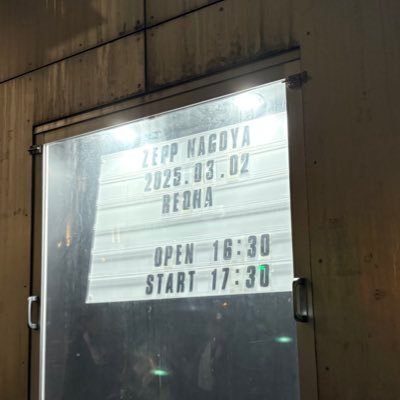 ZEPP NAGOYA
2025.03.02
REONA
OPEN 16:30
START 17:30